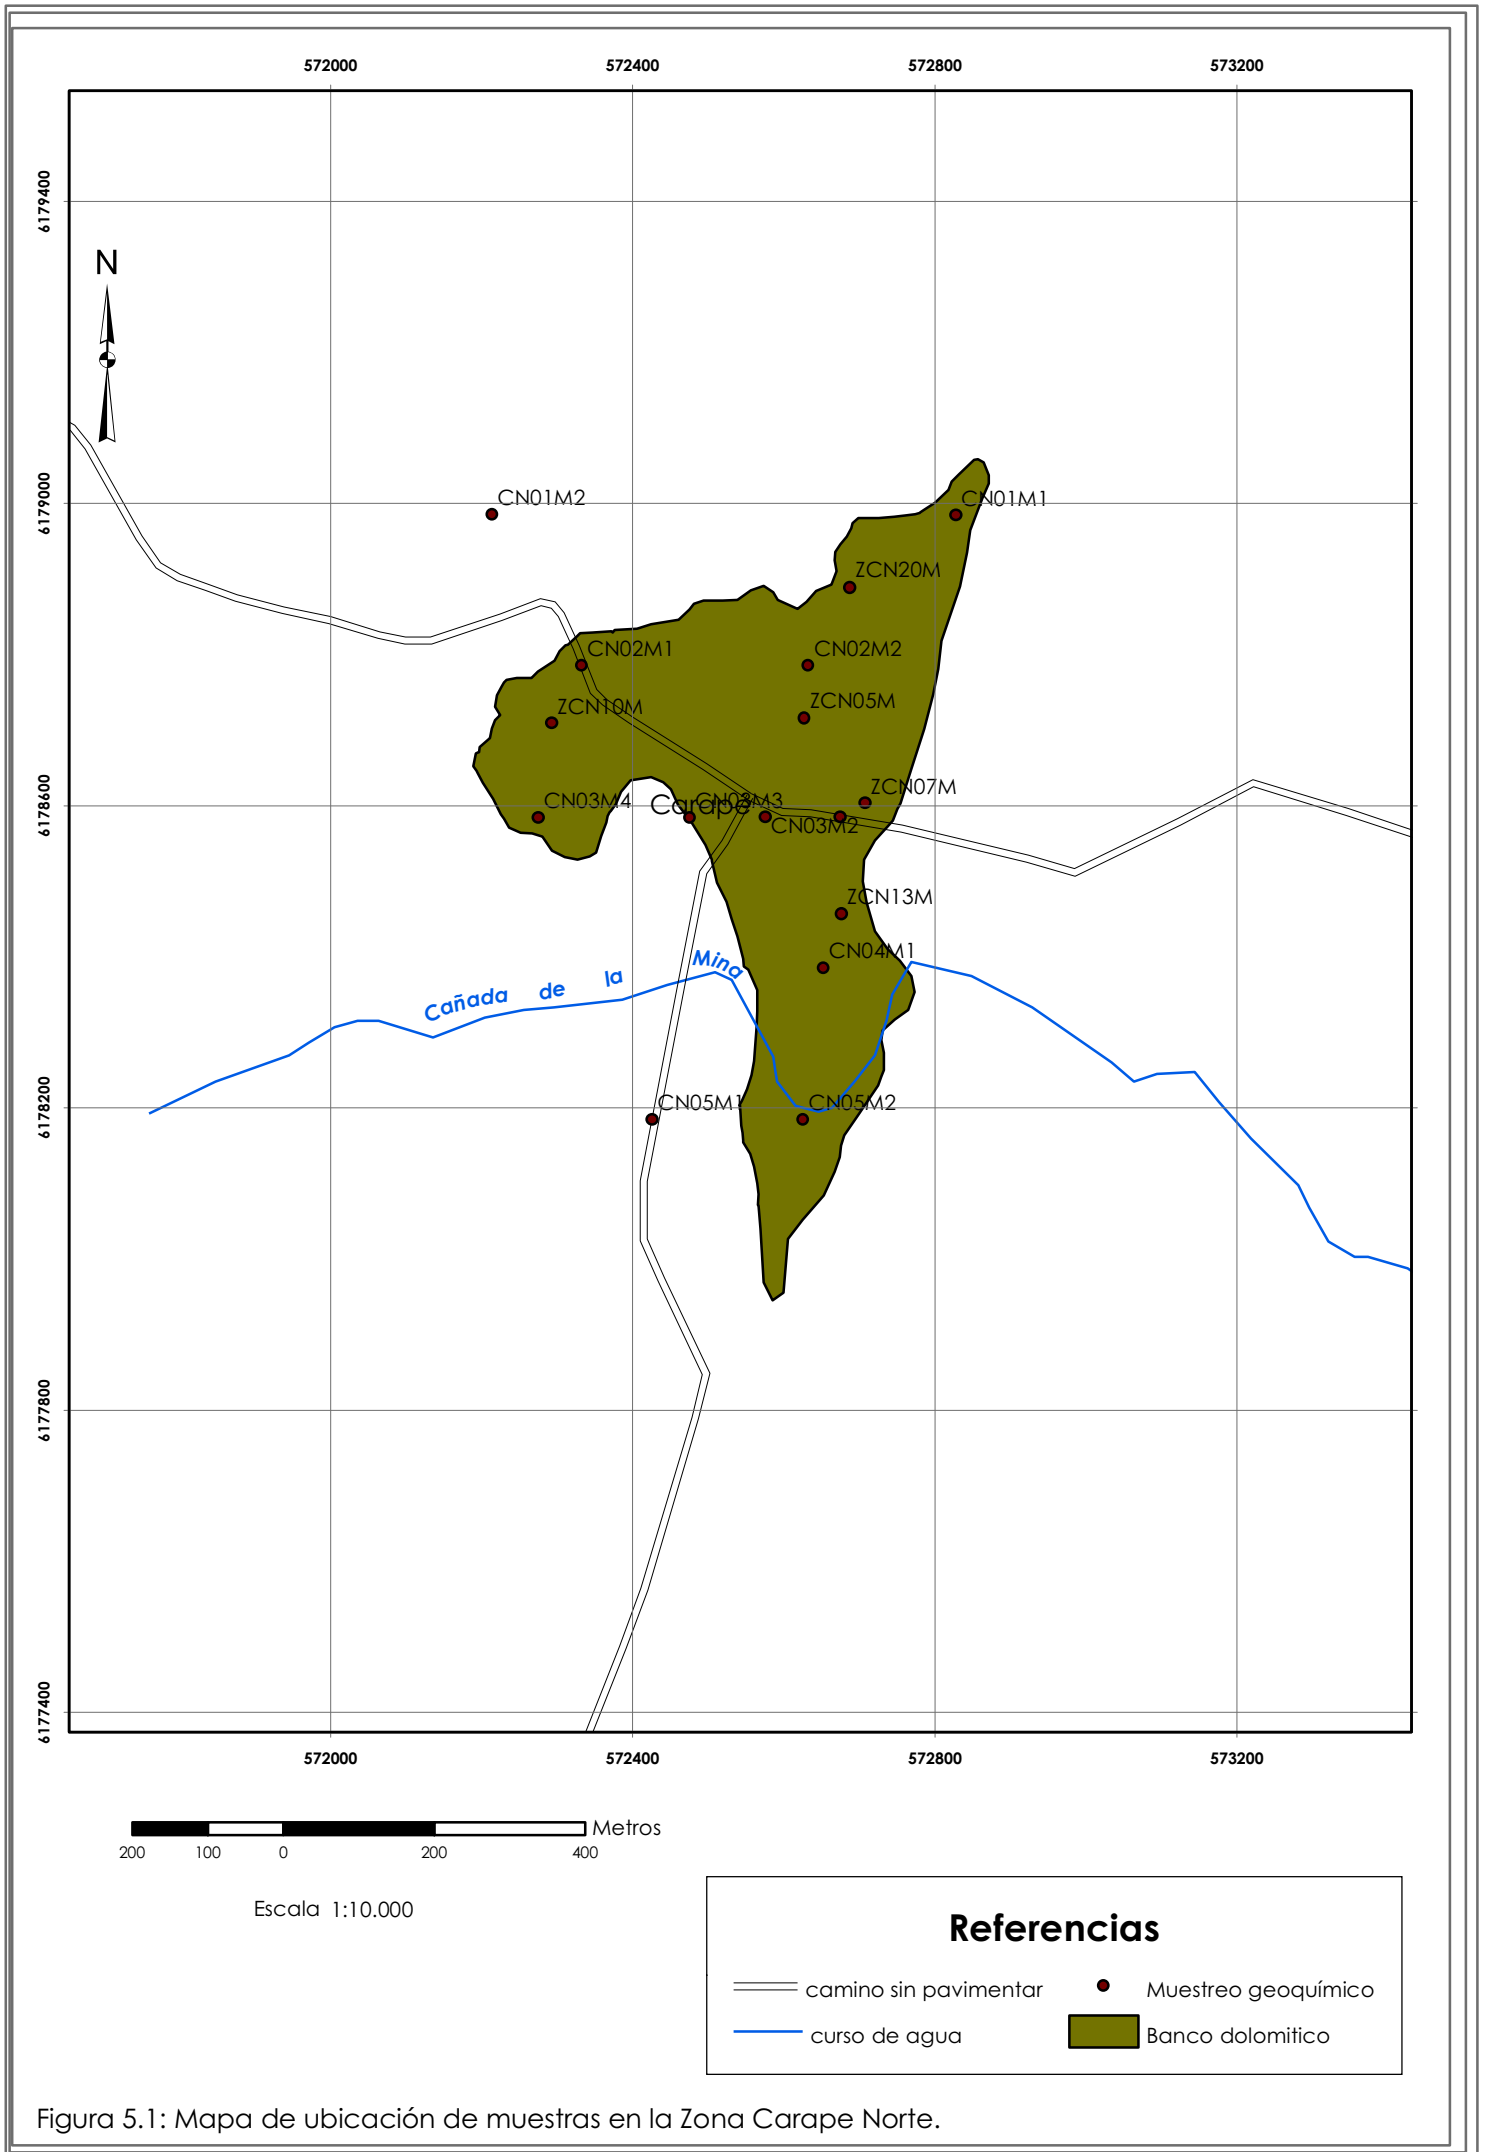 572000 572400 572800 573200
6179400
N
6179000
CN01M2
CN01M1
ZCN20M
CN02M1
CN02M2
ZCN10M
ZCN05M
6178600
CN03M4
Carape
CN03M3
CN03M2
ZCN07M
ZCN13M
CN04M1
Cañada de la Mina
6178200
CN05M1
CN05M2
6177800
6177400
572000 572400 572800 573200
Metros
200 100 0 200 400
Escala 1:10.000
Referencias
camino sin pavimentar
Muestreo geoquímico
curso de agua
Banco dolomitico
Figura 5.1: Mapa de ubicación de muestras en la Zona Carape Norte.